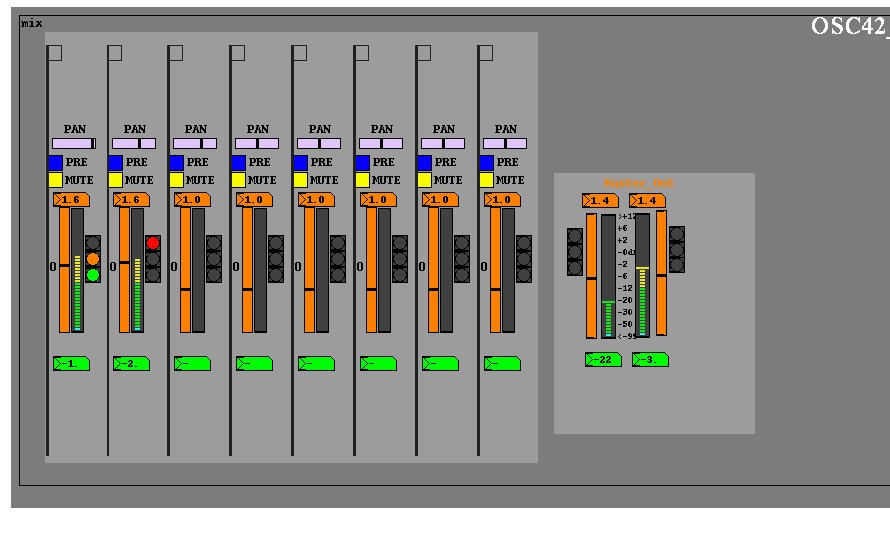 mix
OSC42_
PAN PAN PAN PAN PAN PAN PAN PAN
PRE PRE PRE PRE PRE PRE PRE PRE
MUTE MUTE MUTE MUTE MUTE MUTE MUTE MUTE
Master_Out
1.6 1.6 1.0 1.0 1.0 1.0 1.0 1.0 1.4 1.4
>+12
+6
+2
-0d
-2
-6
-12
-20
-30
-50
<-99
0 0 0 0 0 0 0 0
-1. -2. - - - - - - -22 -3.